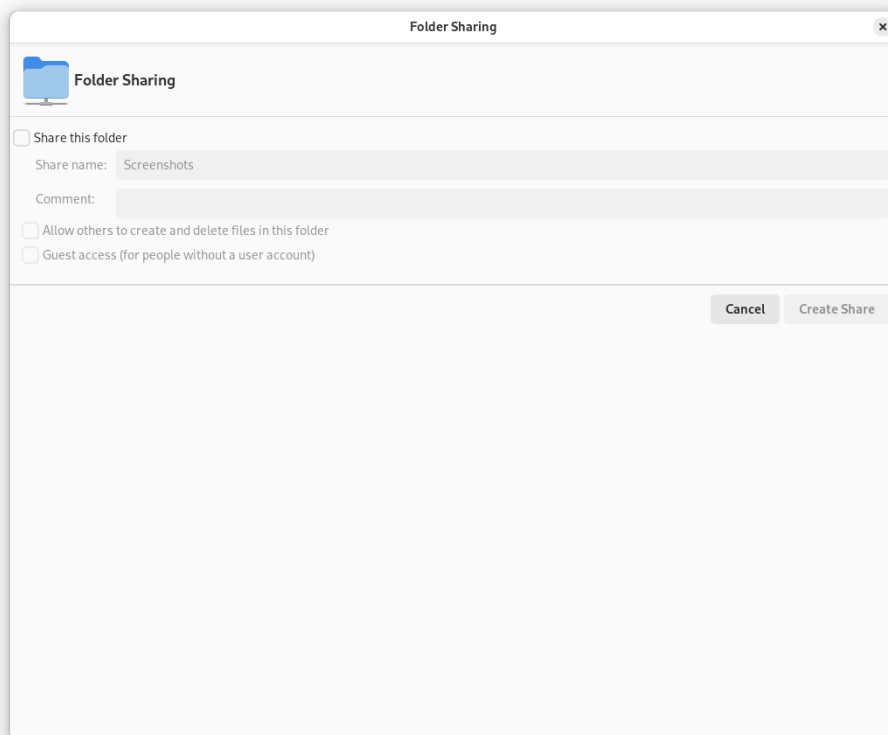 Folder Sharing
Folder Sharing
Share this folder
Share name: Screenshots
Comment:
Allow others to create and delete files in this folder
Guest access (for people without a user account)
Cancel Create Share